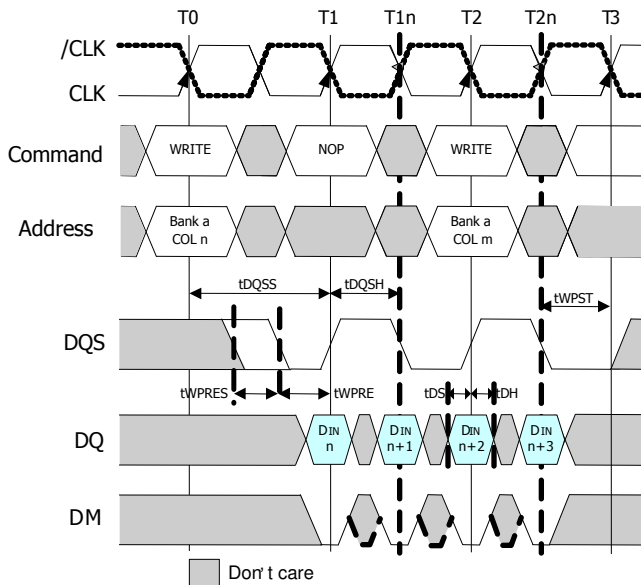 T0 T1 T1n T2 T2n T3
/CLK
CLK
Command WRITE NOP WRITE
Address Bank a COL n Bank a COL m
tDQSS tDQSH tWPST
DQS
tWPRES tWPRE tDS tDH
DQ DIN n DIN n+1 DIN n+2 DIN n+3
DM
Don't care